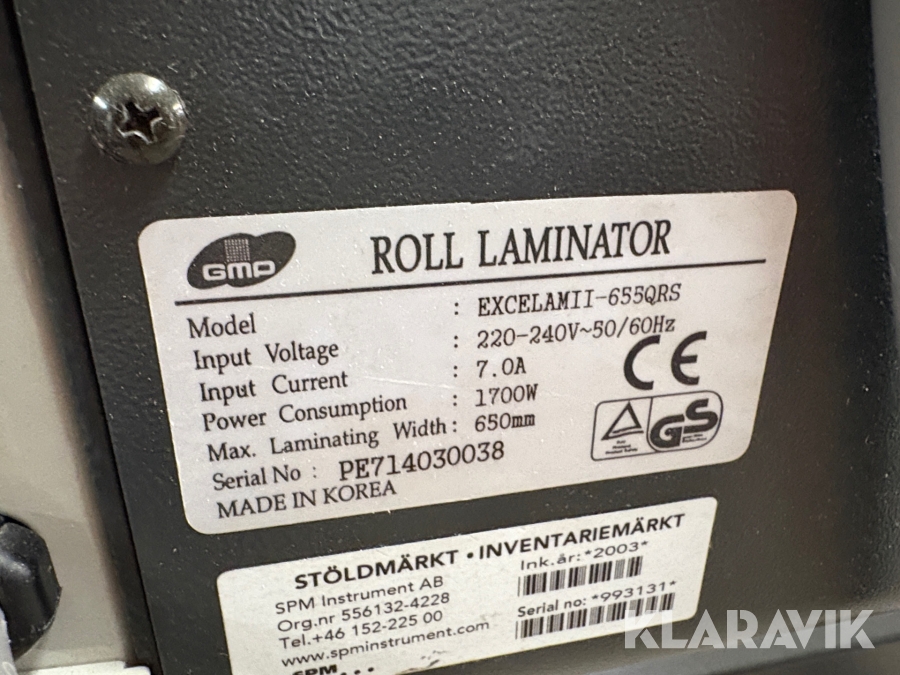 GMP
ROLL LAMINATOR
Model : EXCELAMII-655QRS
Input Voltage : 220-240V~50/60Hz
Input Current : 7.0A
Power Consumption : 1700W
Max. Laminating Width : 650mm
Serial No : PE714030038
MADE IN KOREA
CE
GS
STÖLDMÄRKT • INVENTARIEMÄRKT
SPM Instrument AB
Org.nr 556132-4228
Tel.+46 152-225 00
www.spminstrument.com
SPM...
Ink.år: *2003*
Serial no: *993131*
KLARAVIK